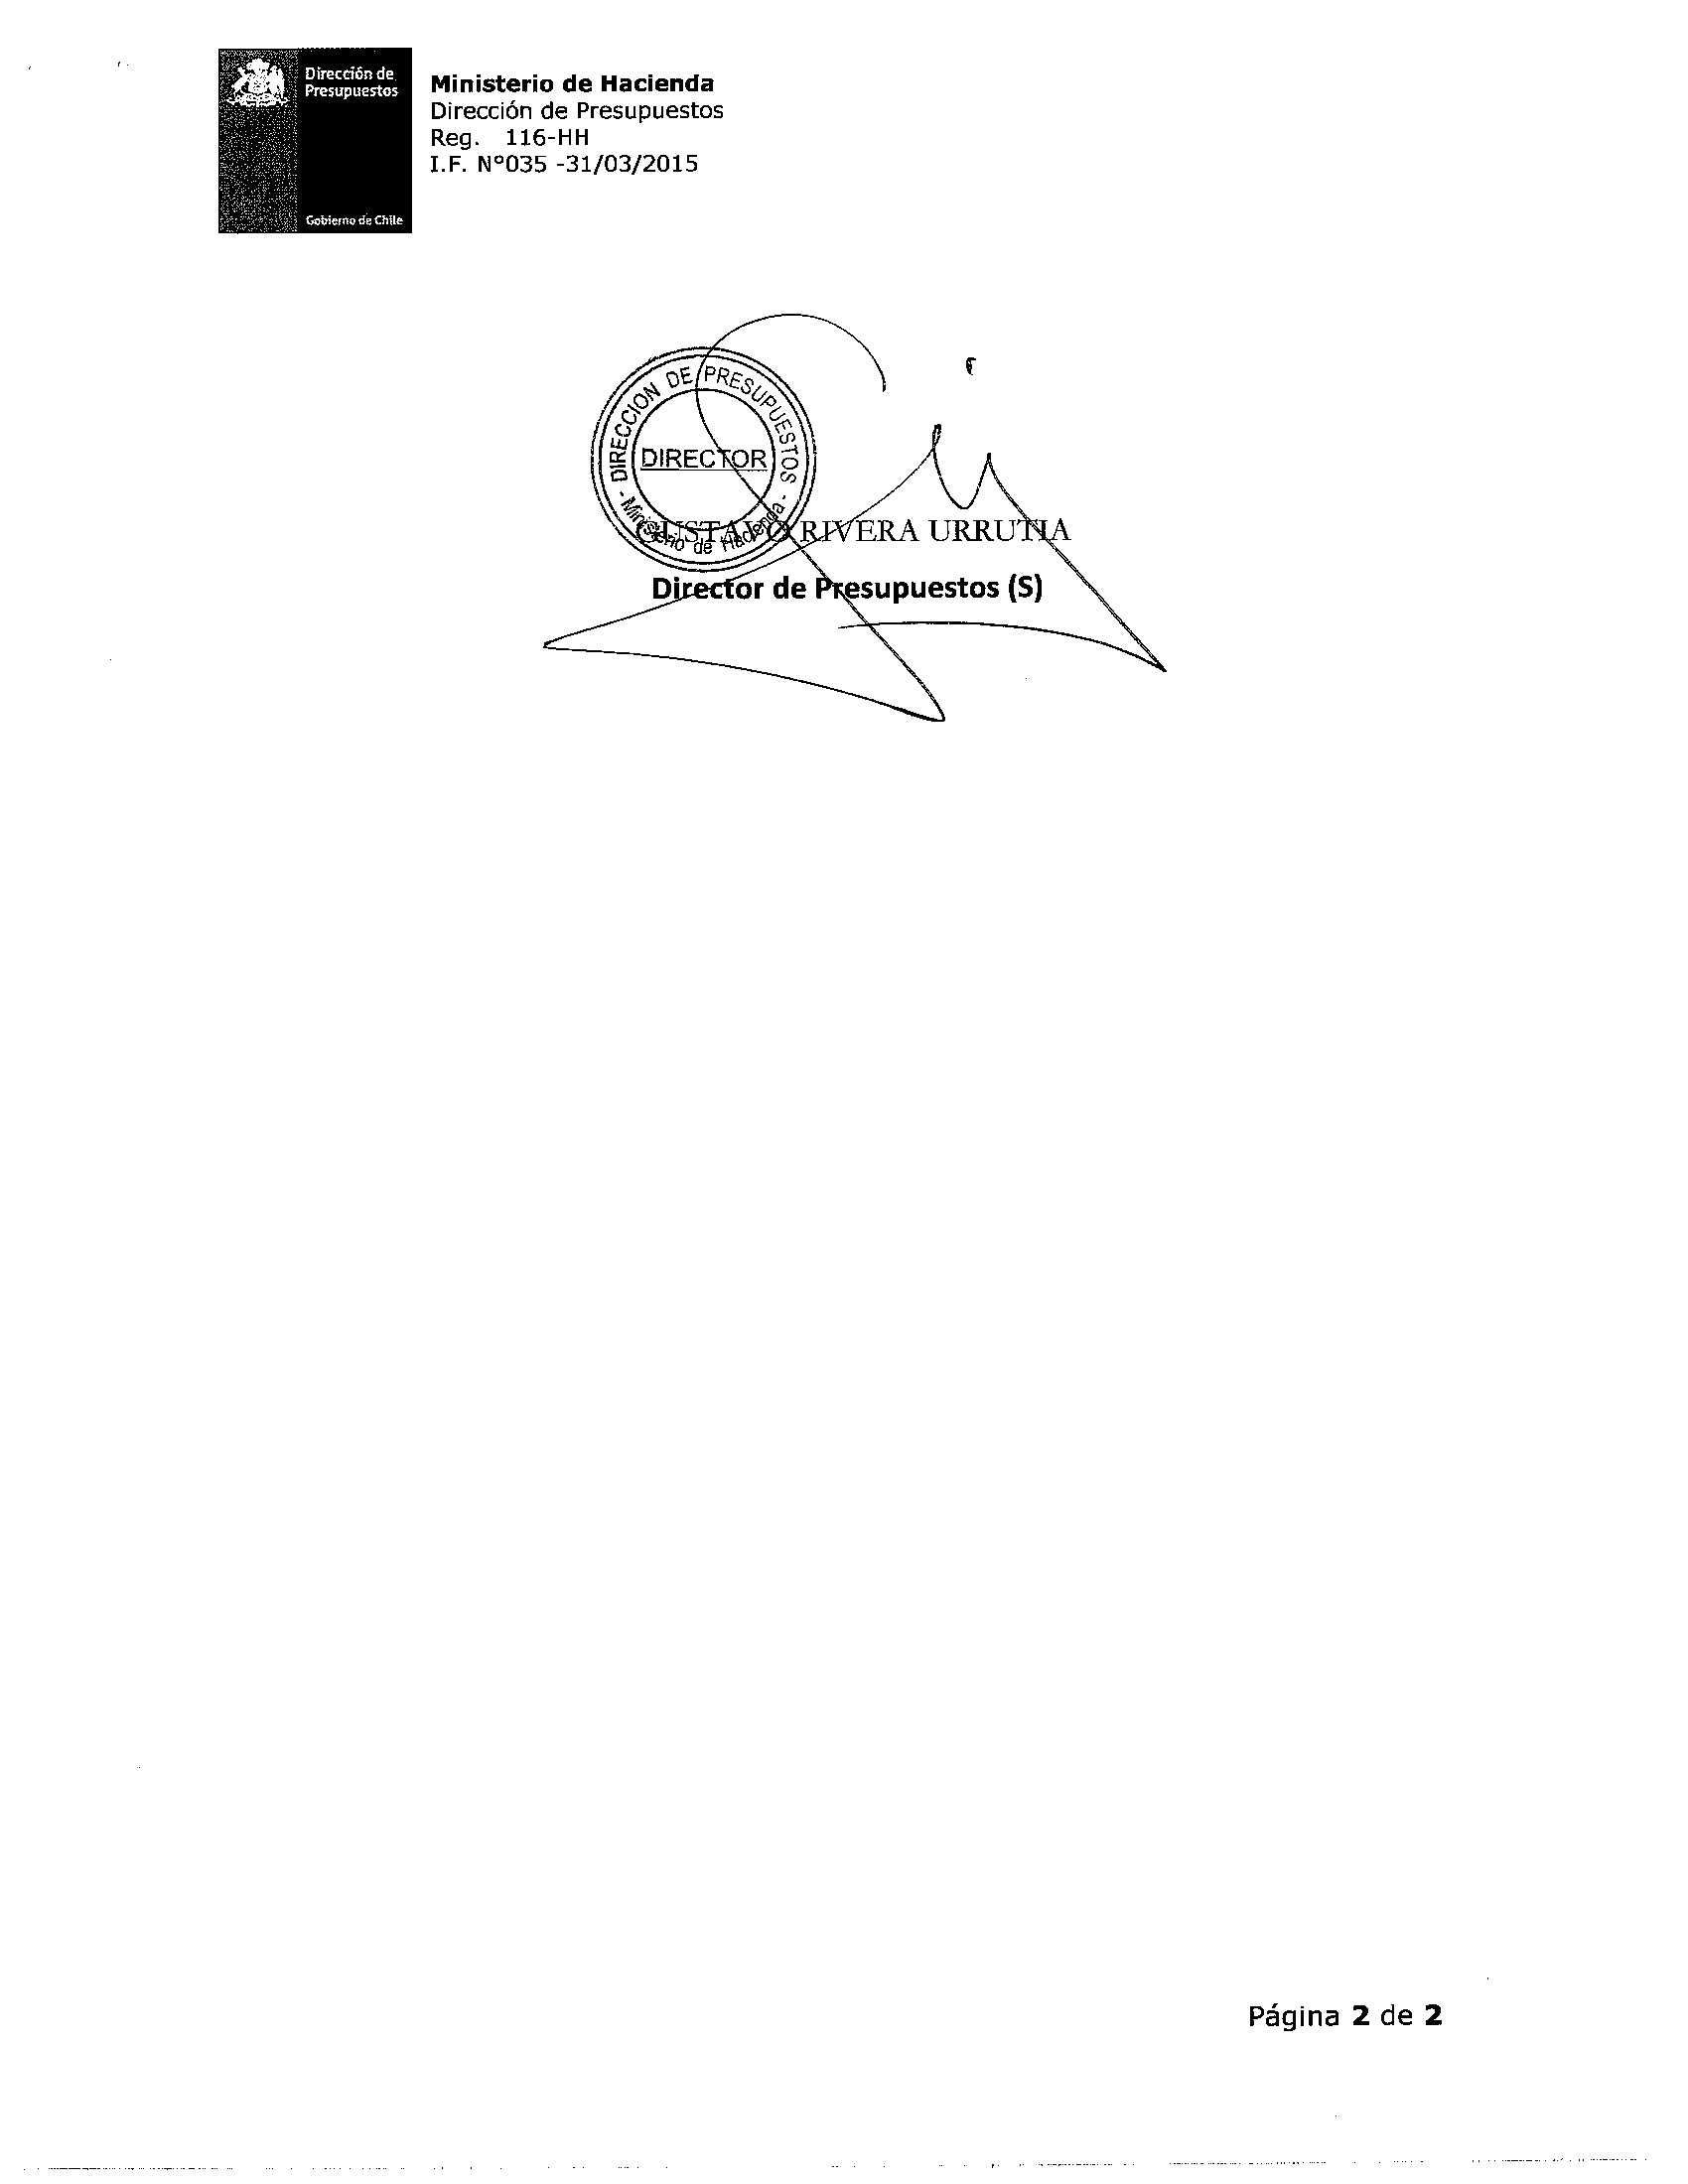 Dirección de
Presupuestos
Gobierno de Chile
Ministerio de Hacienda
Dirección de Presupuestos
Reg. 116-HH
I.F. Nº035 -31/03/2015
- DIRECCION DE PRESUPUESTOS -
DIRECTOR
Ministerio de Hacienda
GUSTAVO RIVERA URRUTIA
Director de Presupuestos (S)
Página 2 de 2